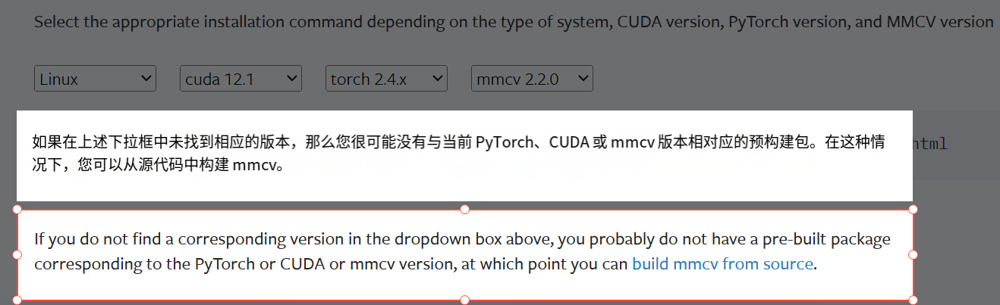 Select the appropriate installation command depending on the type of system, CUDA version, PyTorch version, and MMCV version
Linux cuda 12.1 torch 2.4.x mmcv 2.2.0
如果在上述下拉框中未找到相应的版本，那么您很可能没有与当前 PyTorch、CUDA 或 mmcv 版本相对应的预构建包。在这种情
况下，您可以从源代码中构建 mmcv。
html
If you do not find a corresponding version in the dropdown box above, you probably do not have a pre-built package
corresponding to the PyTorch or CUDA or mmcv version, at which point you can build mmcv from source.